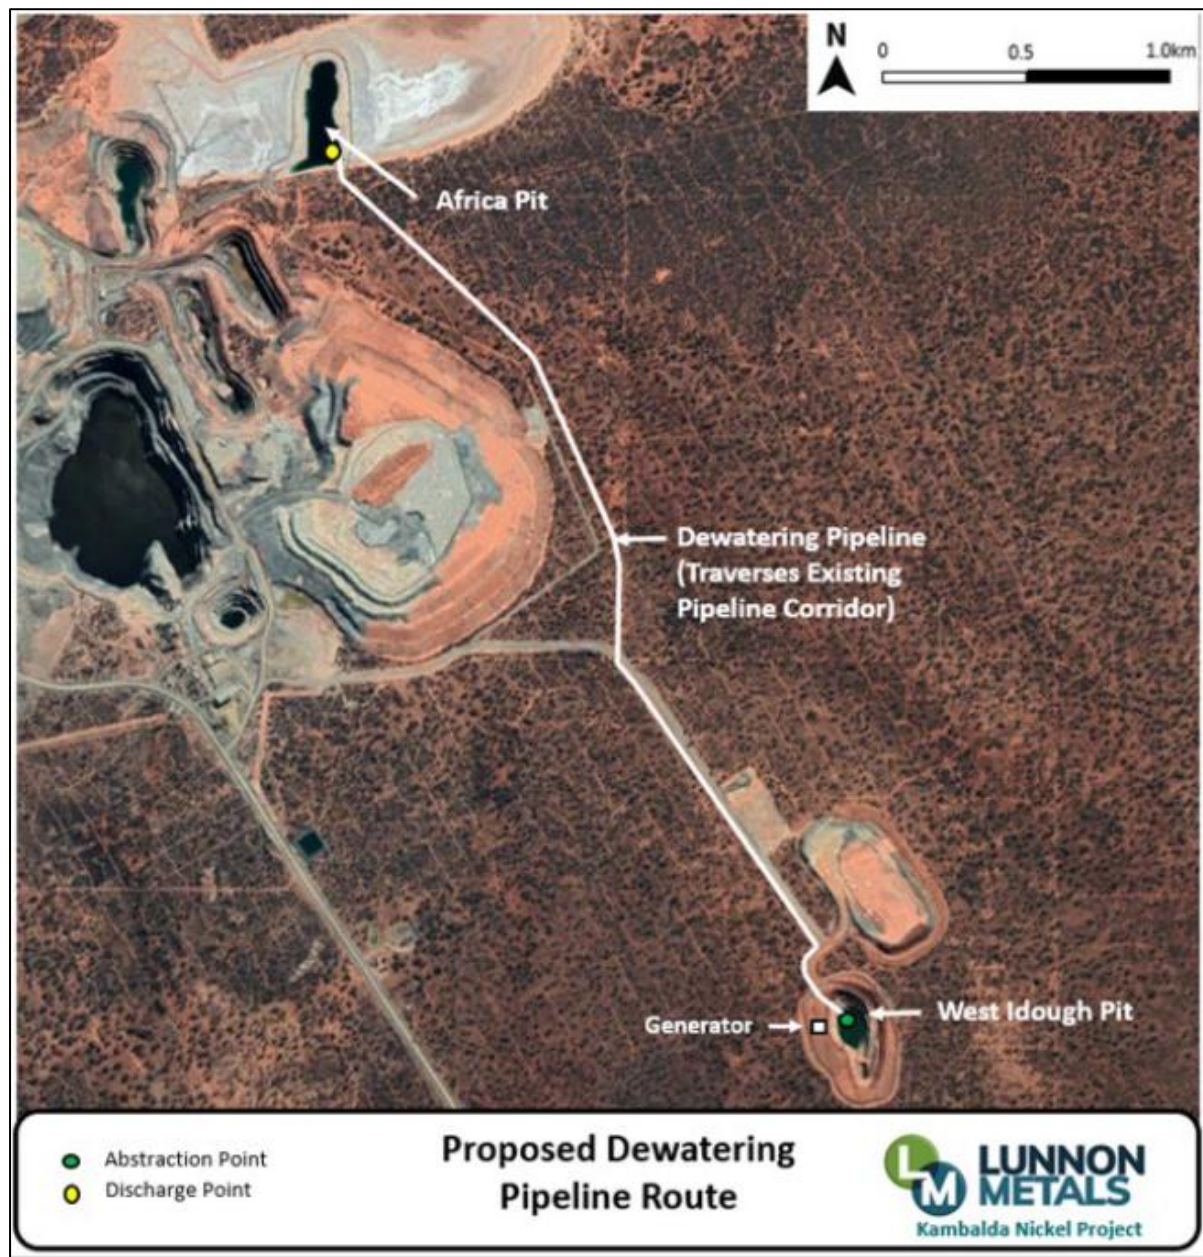 N
0 0.5 1.0km
Africa Pit
Dewatering Pipeline
(Traverses Existing
Pipeline Corridor)
West Idough Pit
Generator
Abstraction Point
Discharge Point
Proposed Dewatering
Pipeline Route
LM
LUNNON
METALS
Kambalda Nickel Project